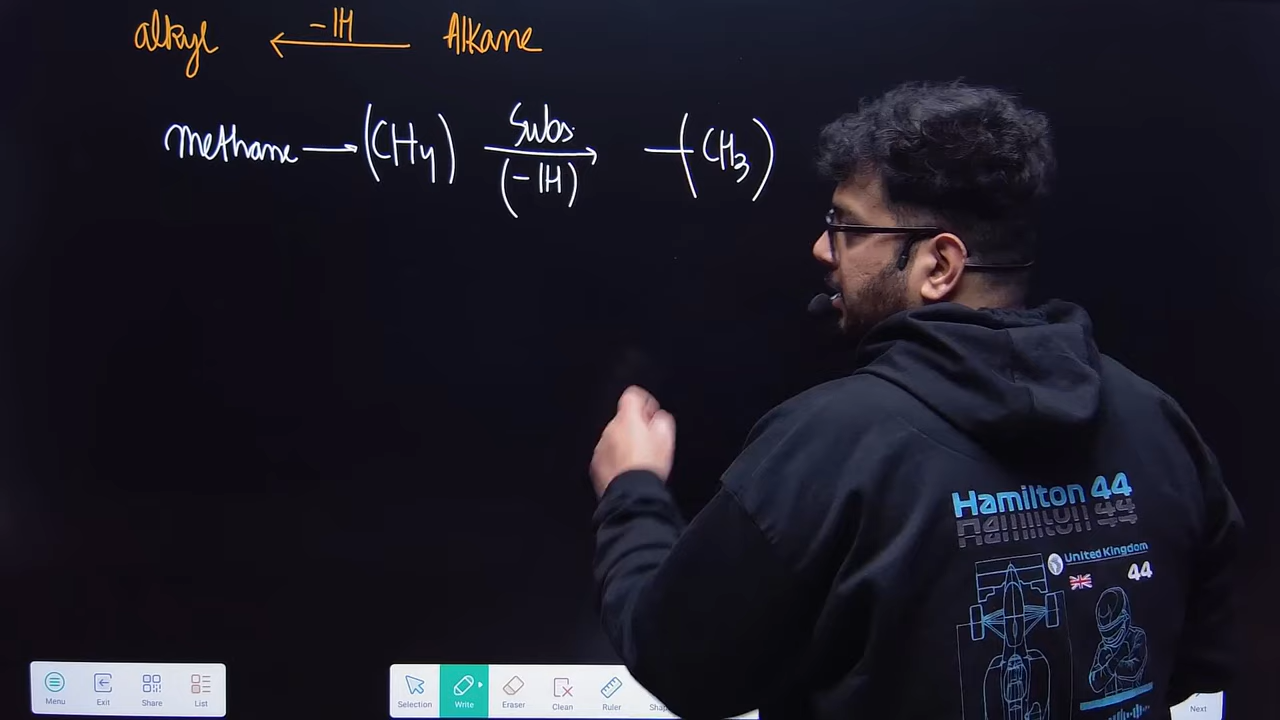 alkyl ← -1H Alkane
Methane → (CH4) Subs. (-1H) → -(CH3)
Hamilton 44
Hamilton 44
United Kingdom
44
Menu Exit Share List Selection Write Eraser Clean Ruler Next